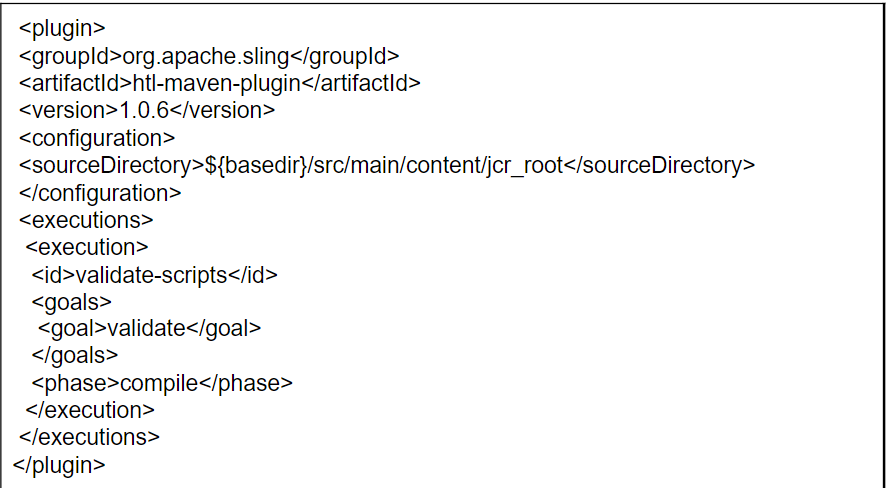 <plugin>
<groupId>org.apache.sling</groupId>
<artifactId>htl-maven-plugin</artifactId>
<version>1.0.6</version>
<configuration>
<sourceDirectory>${basedir}/src/main/content/jcr_root</sourceDirectory>
</configuration>
<executions>
<execution>
<id>validate-scripts</id>
<goals>
<goal>validate</goal>
</goals>
<phase>compile</phase>
</execution>
</executions>
</plugin>